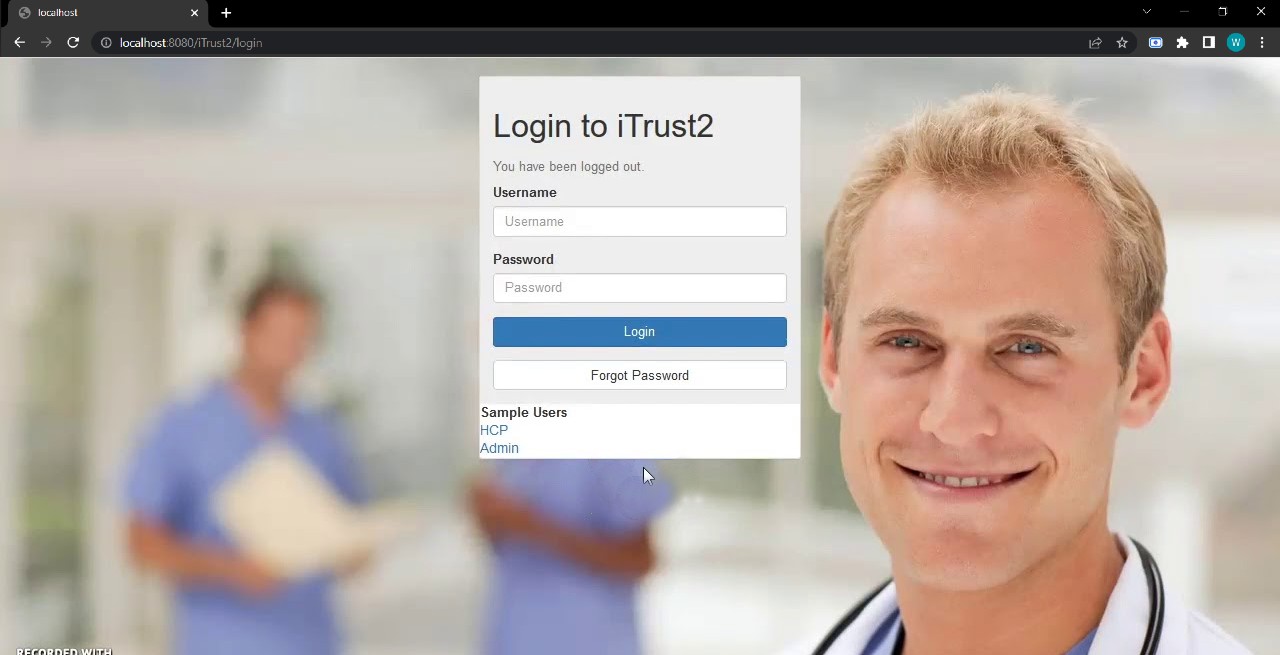 localhost
localhost:8080/iTrust2/login
W
Login to iTrust2
You have been logged out.
Username
Username
Password
Password
Login
Forgot Password
Sample Users
HCP
Admin
RECORDED WITH